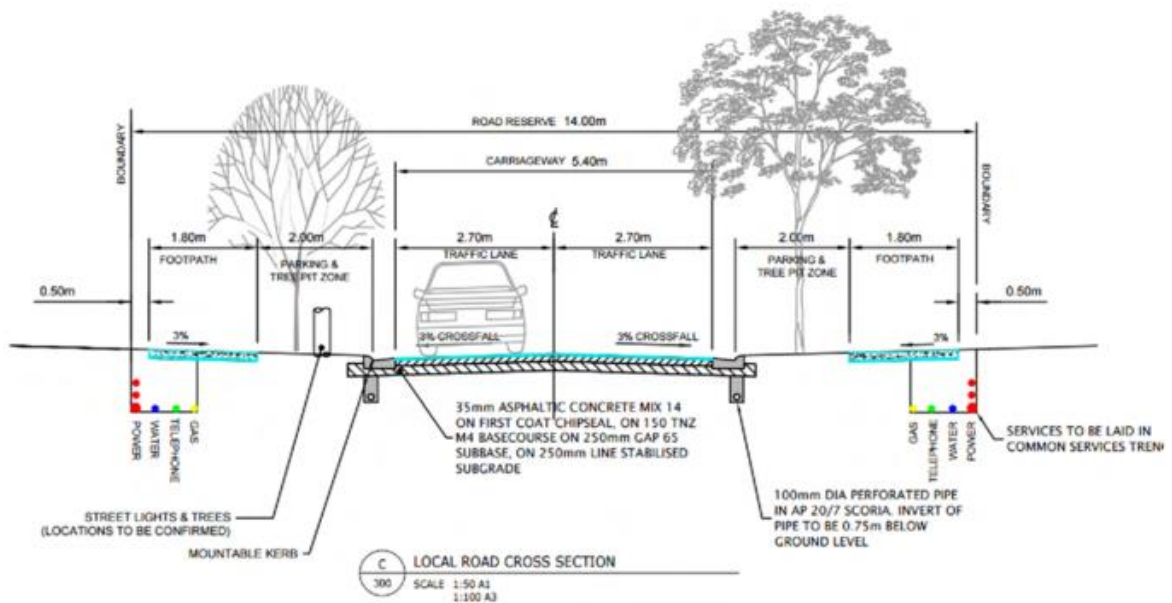 ROAD RESERVE 14.00m
BOUNDARY
BOUNDARY
CARRIAGEWAY 5.40m
1.80m
FOOTPATH
2.00m
PARKING &
TREE PIT ZONE
2.70m
TRAFFIC LANE
2.70m
TRAFFIC LANE
2.00m
PARKING &
TREE PIT ZONE
1.80m
FOOTPATH
0.50m
0.50m
3%
3% CROSSFALL
3% CROSSFALL
3%
POWER
WATER
TELEPHONE
GAS
GAS
TELEPHONE
WATER
POWER
35mm ASPHALTIC CONCRETE MIX 14
ON FIRST COAT CHIPSEAL, ON 150 TNZ
M4 BASECOURSE ON 250mm GAP 65
SUBBASE, ON 250mm LINE STABILISED
SUBGRADE
SERVICES TO BE LAID IN
COMMON SERVICES TREN
100mm DIA PERFORATED PIPE
IN AP 20/7 SCORIA. INVERT OF
PIPE TO BE 0.75m BELOW
GROUND LEVEL
STREET LIGHTS & TREES
(LOCATIONS TO BE CONFIRMED)
MOUNTABLE KERB
C
300
LOCAL ROAD CROSS SECTION
SCALE 1:50 A1
1:100 A3